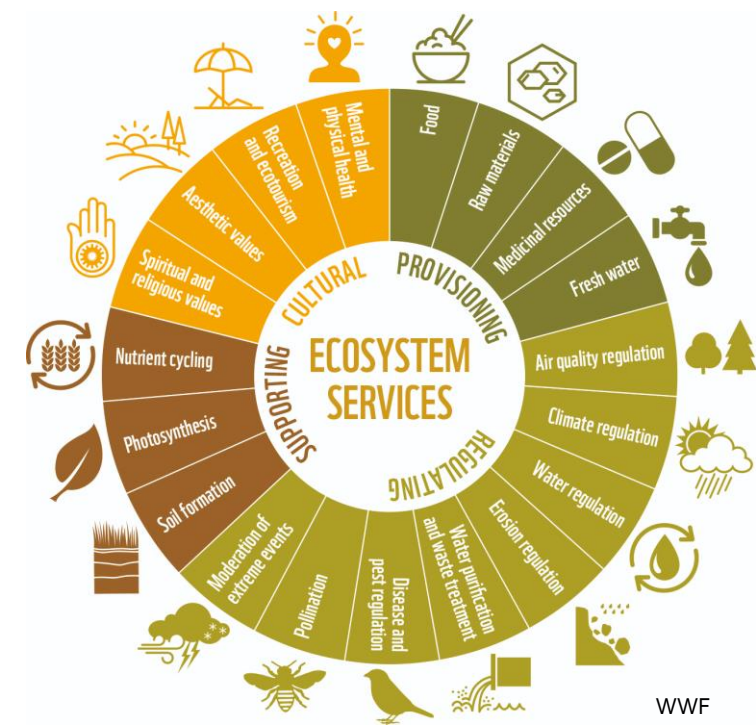 ECOSYSTEM
SERVICES
PROVISIONING
Food
Raw materials
Medicinal resources
Fresh water
REGULATING
Air quality regulation
Climate regulation
Water regulation
Erosion regulation
Water purification
and waste treatment
Disease and
pest regulation
Pollination
Moderation of
extreme events
SUPPORTING
Soil formation
Photosynthesis
Nutrient cycling
CULTURAL
Spiritual and
religious values
Aesthetic values
Recreation
and ecotourism
Mental and
physical health
WWF